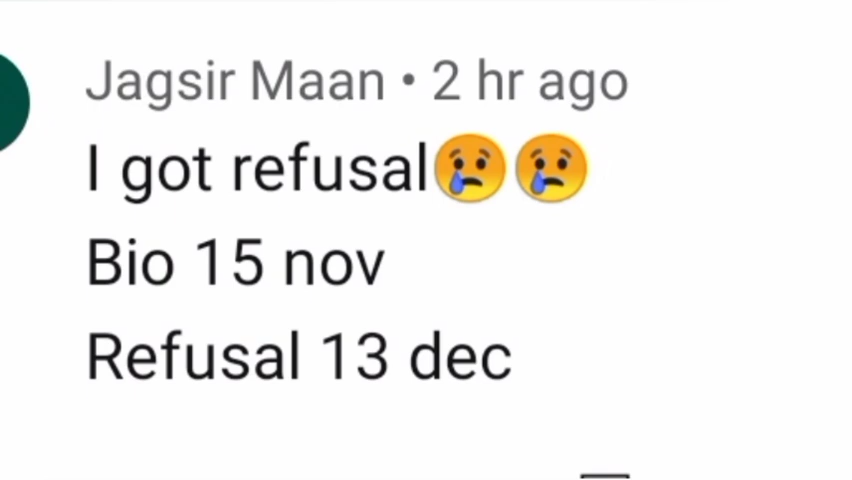 Jagsir Maan • 2 hr ago
I got refusal😢😢
Bio 15 nov
Refusal 13 dec